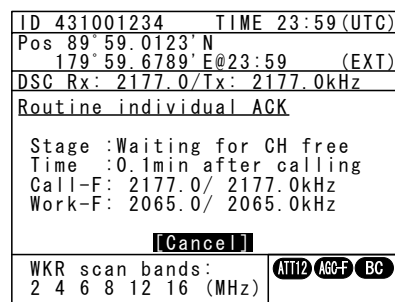 ID 431001234 TIME 23:59(UTC)
Pos 89°59.0123'N
179°59.6789'E@23:59 (EXT)
DSC Rx: 2177.0/Tx: 2177.0kHz
Routine individual ACK
Stage :Waiting for CH free
Time :0.1min after calling
Call-F: 2177.0/ 2177.0kHz
Work-F: 2065.0/ 2065.0kHz
[Cancel]
WKR scan bands: ATT12 AGC-F BC
2 4 6 8 12 16 (MHz)